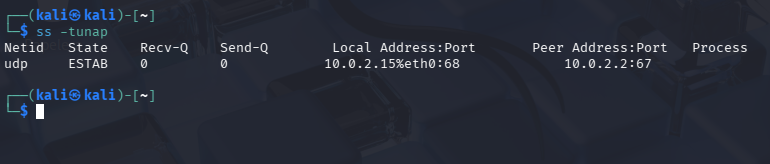 ┌──(kali㉿kali)-[~]
└─$ ss -tunap
Netid State Recv-Q Send-Q Local Address:Port Peer Address:Port Process
udp ESTAB 0 0 10.0.2.15%eth0:68 10.0.2.2:67
┌──(kali㉿kali)-[~]
└─$